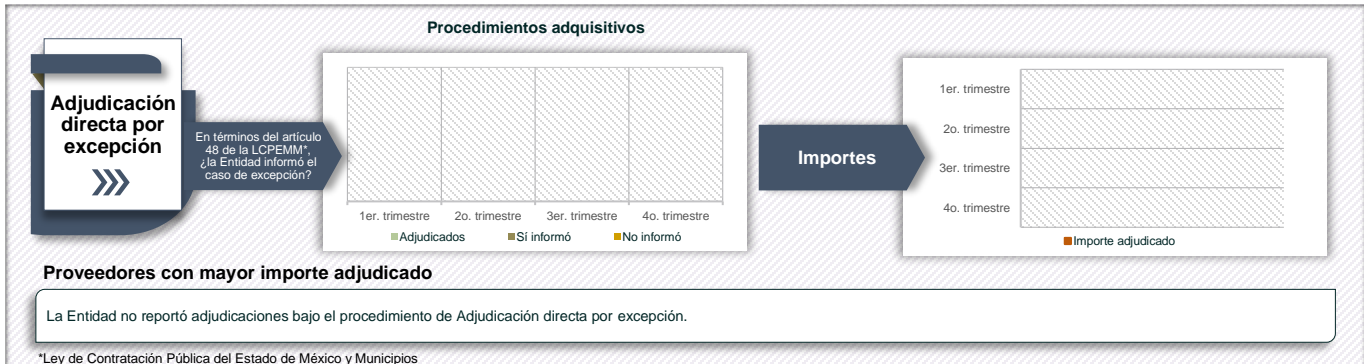 Procedimientos adquisitivos
Adjudicación
directa por
excepción
En términos del artículo
48 de la LCPEMM*,
¿la Entidad informó el
caso de excepción?
1er. trimestre 2o. trimestre 3er. trimestre 4o. trimestre
Adjudicados Sí informó No informó
Importes
1er. trimestre
2o. trimestre
3er. trimestre
4o. trimestre
Importe adjudicado
Proveedores con mayor importe adjudicado
La Entidad no reportó adjudicaciones bajo el procedimiento de Adjudicación directa por excepción.
*Ley de Contratación Pública del Estado de México y Municipios